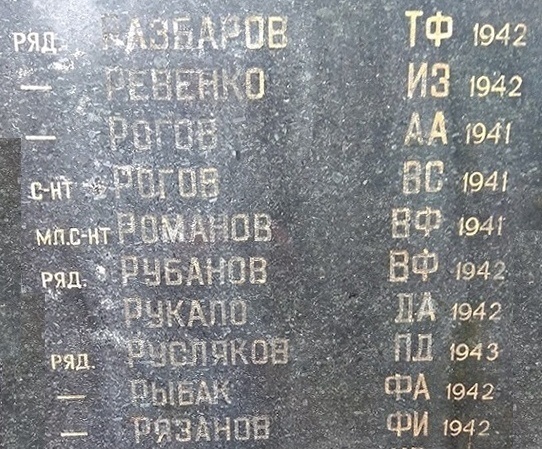 РЯД. РАЗБАРОВ ТФ 1942
— РЕВЕНКО ИЗ 1942
— РОГОВ АА 1941
С-НТ РОГОВ ВС 1941
МЛ.С-НТ РОМАНОВ ВФ 1941
РЯД. РУБАНОВ ВФ 1942
РУКАЛО ДА 1942
РЯД. РУСЛЯКОВ ПД 1943
— РЫБАК ФА 1942
— РЯЗАНОВ ФИ 1942